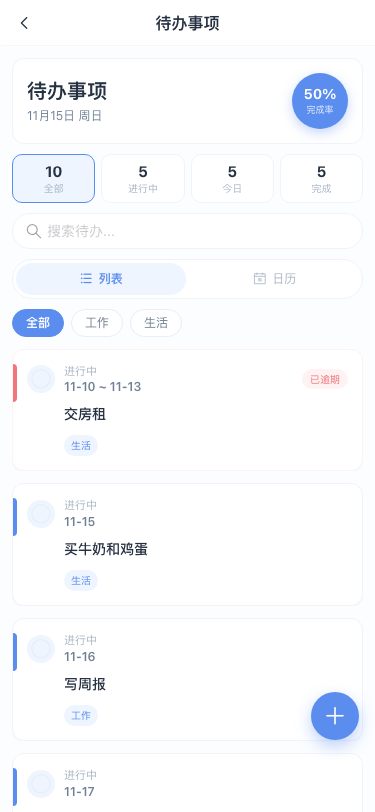 待办事项
待办事项
11月15日 周日
50%
完成率
10
全部
5
进行中
5
今日
5
完成
搜索待办...
列表
日历
全部
工作
生活
进行中
11-10 ~ 11-13
已逾期
交房租
生活
进行中
11-15
买牛奶和鸡蛋
生活
进行中
11-16
写周报
工作
进行中
11-17